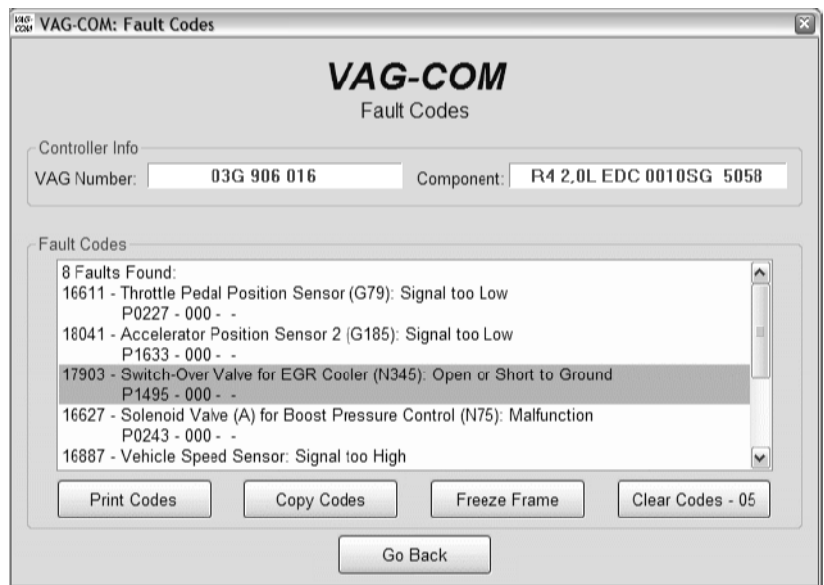 VAG-COM VAG-COM: Fault Codes
VAG-COM
Fault Codes
Controller Info
VAG Number: 03G 906 016 Component: R4 2,0L EDC 0010SG 5058
Fault Codes
8 Faults Found:
16611 - Throttle Pedal Position Sensor (G79): Signal too Low
P0227 - 000 - -
18041 - Accelerator Position Sensor 2 (G185): Signal too Low
P1633 - 000 - -
17903 - Switch-Over Valve for EGR Cooler (N345): Open or Short to Ground
P1495 - 000 - -
16627 - Solenoid Valve (A) for Boost Pressure Control (N75): Malfunction
P0243 - 000 - -
16887 - Vehicle Speed Sensor: Signal too High
Print Codes Copy Codes Freeze Frame Clear Codes - 05
Go Back